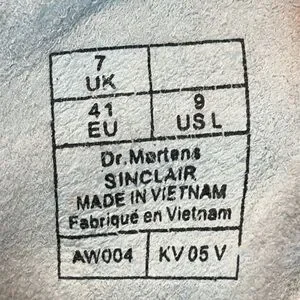 7
UK
41
EU
9
US L
Dr. Martens
SINCLAIR
MADE IN VIETNAM
Fabriqué en Vietnam
AW004
KV 05 V